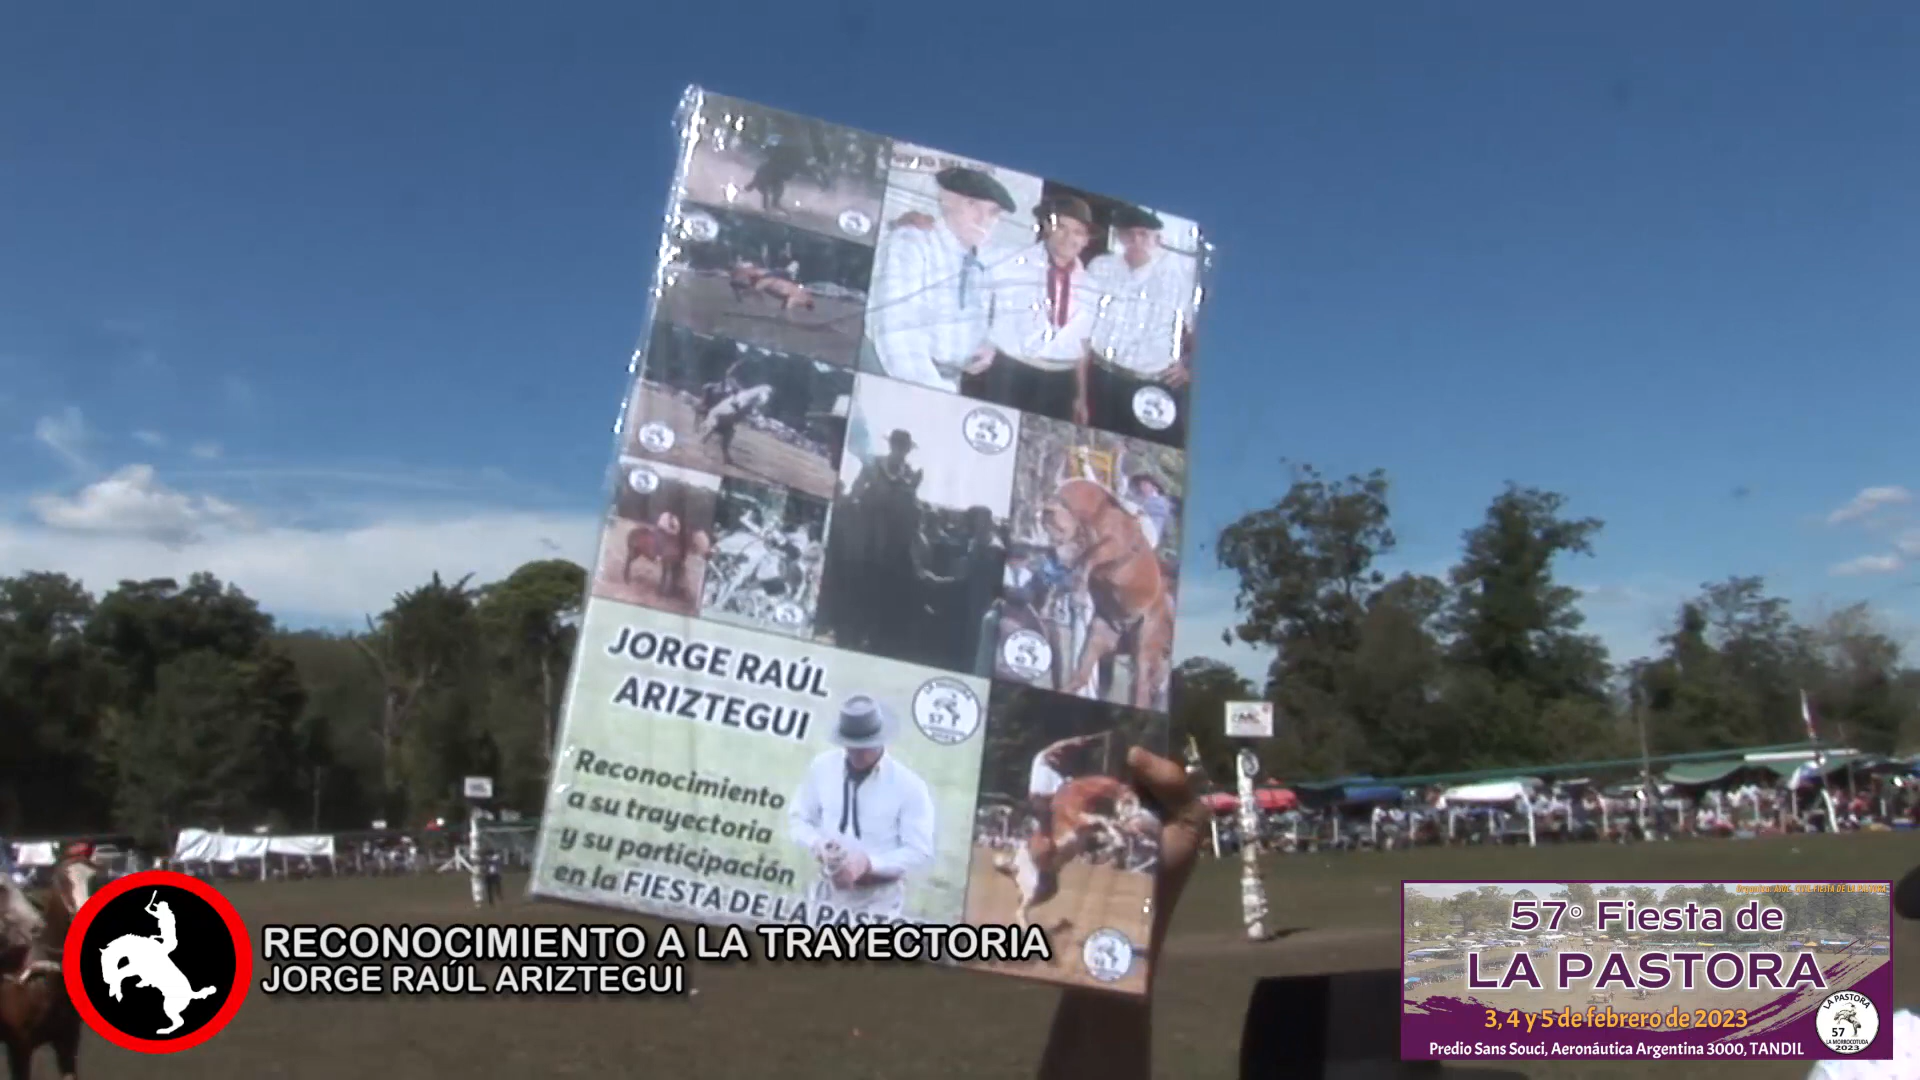 JORGE RAÚL
ARIZTEGUI
Reconocimiento
a su trayectoria
y su participación
en la FIESTA DE LA PASTO
RECONOCIMIENTO A LA TRAYECTORIA
JORGE RAÚL ARIZTEGUI
57° Fiesta de
LA PASTORA
3, 4 y 5 de febrero de 2023
Predio Sans Souci, Aeronáutica Argentina 3000, TANDIL
LA PASTORA
57
LA MOROCOTUDA
2023